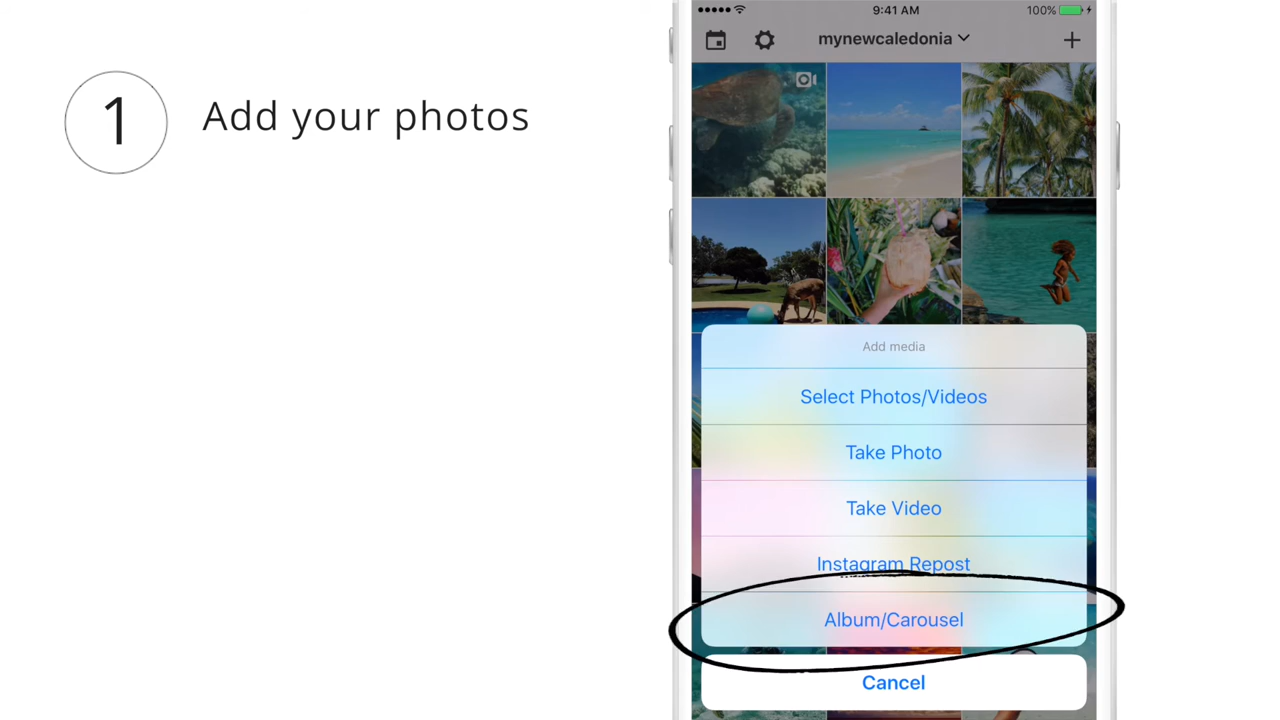 1 Add your photos
9:41 AM 100%
mynewcaledonia
Add media
Select Photos/Videos
Take Photo
Take Video
Instagram Repost
Album/Carousel
Cancel